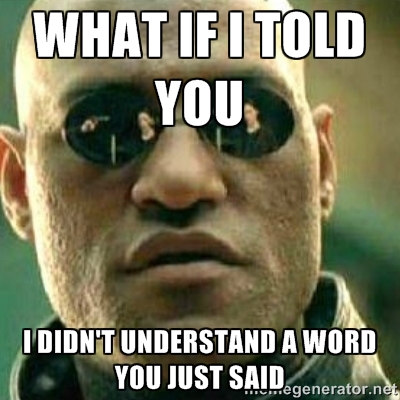 WHAT IF I TOLD
YOU
I DIDN'T UNDERSTAND A WORD
YOU JUST SAID
memegenerator.net